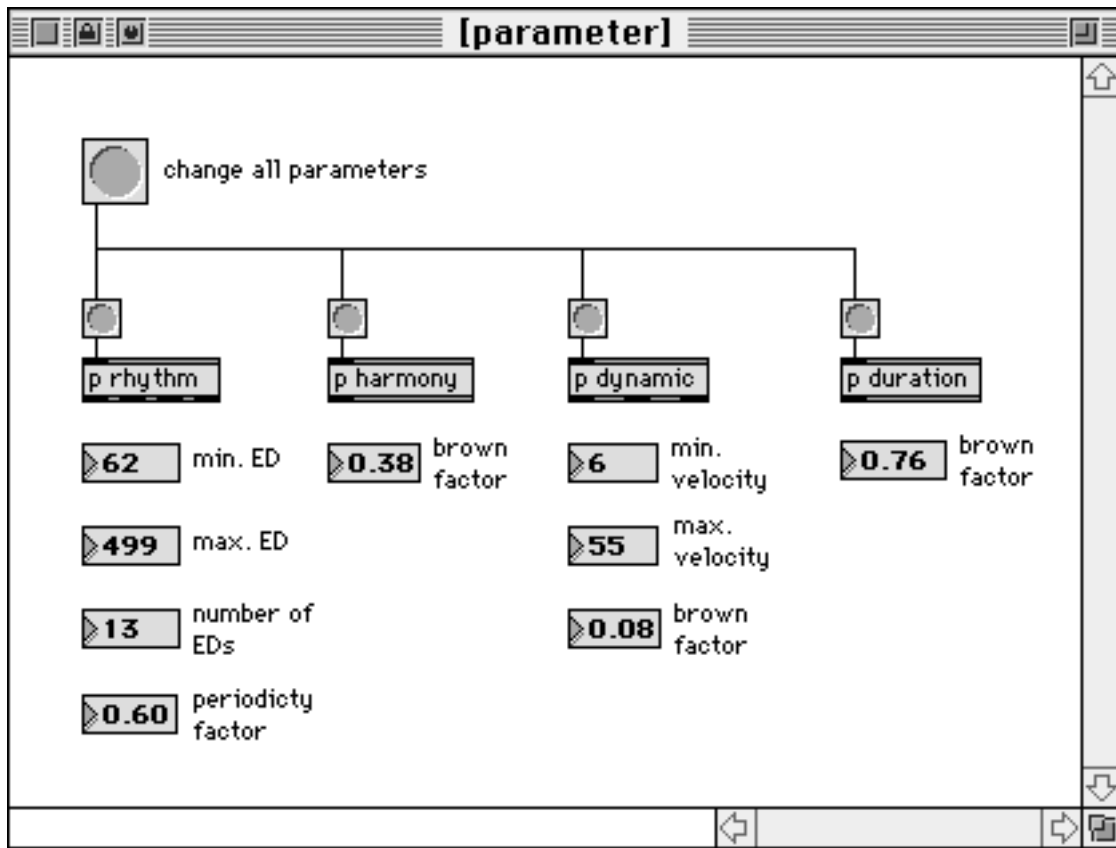 [parameter]
change all parameters
p rhythm
p harmony
p dynamic
p duration
62
min. ED
0.38
brown
factor
6
min.
velocity
0.76
brown
factor
499
max. ED
55
max.
velocity
13
number of
EDs
0.08
brown
factor
0.60
periodicty
factor